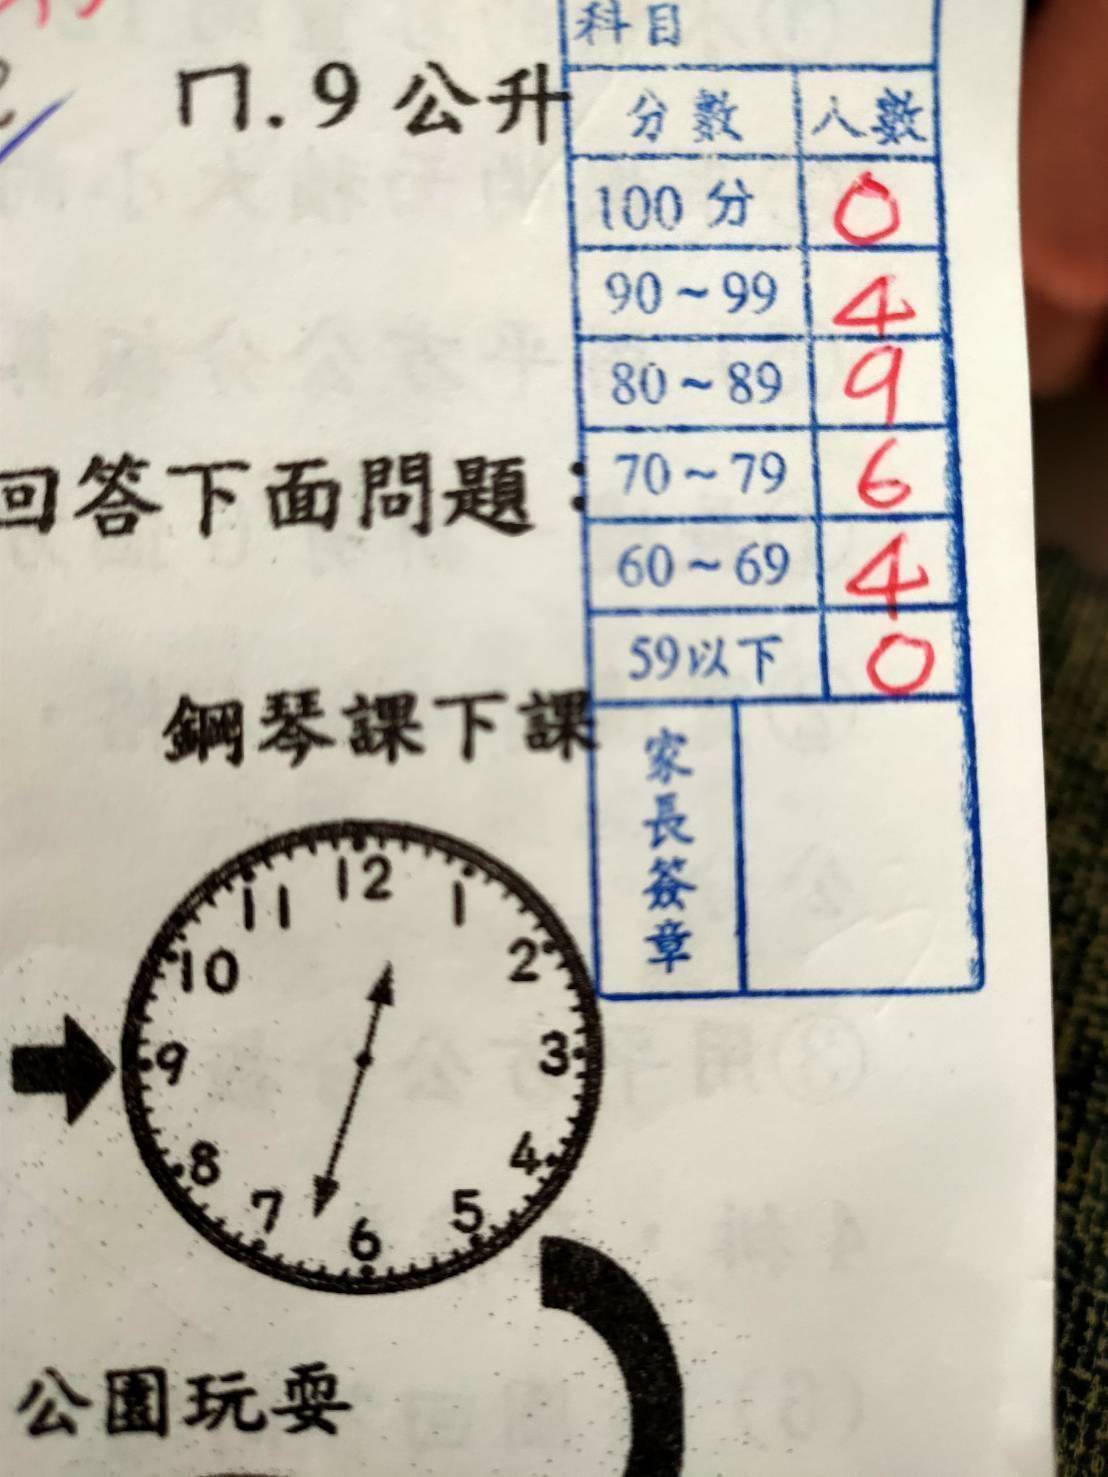 科目
ㄇ.9公升
分數 人數
100分 0
90~99 4
80~89 9
70~79 6
60~69 4
59以下 0
回答下面問題：
家長簽章
鋼琴課下課
12
11 1
10 2
9 3
8 4
7 5
6
公園玩耍